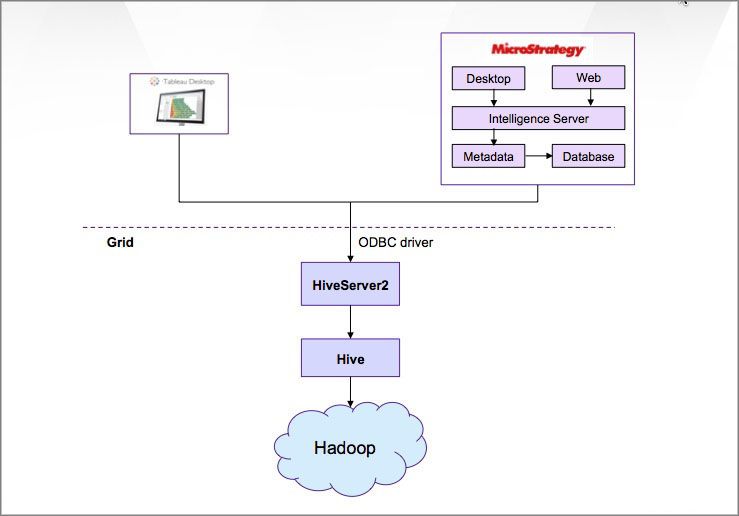 Tableau Desktop
MicroStrategy
Desktop
Web
Intelligence Server
Metadata
Database
Grid
ODBC driver
HiveServer2
Hive
Hadoop